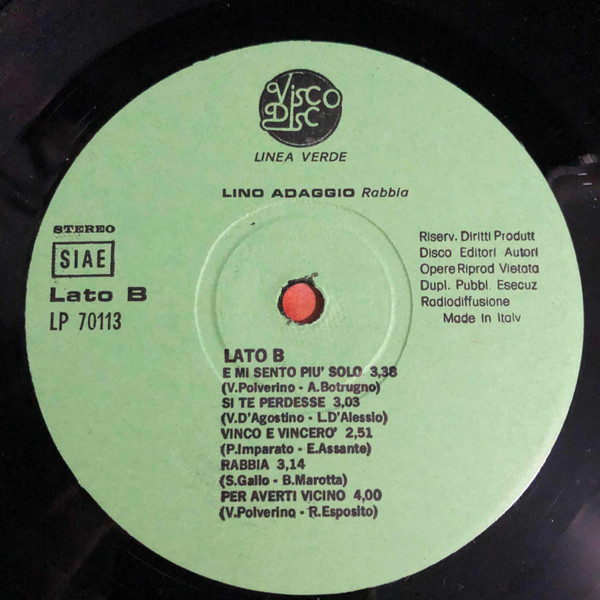 Visco
Disc
LINEA VERDE
LINO ADAGGIO Rabbia
STEREO
SIAE
Lato B
LP 70113
Riserv. Diritti Produtt
Disco Editori Autori
Opere Riprod Vietata
Dupl. Pubbl. Esecuz
Radiodiffusione
Made In Italy
LATO B
E MI SENTO PIU' SOLO 3,38
(V.Polverino - A.Botrugno)
SI TE PERDESSE 3,03
(V.D'Agostino - L.D'Alessio)
VINCO E VINCERO' 2,51
(P.Imparato - E.Assante)
RABBIA 3,14
(S.Gallo - B.Marotta)
PER AVERTI VICINO 4,00
(V.Polverino - R.Esposito)